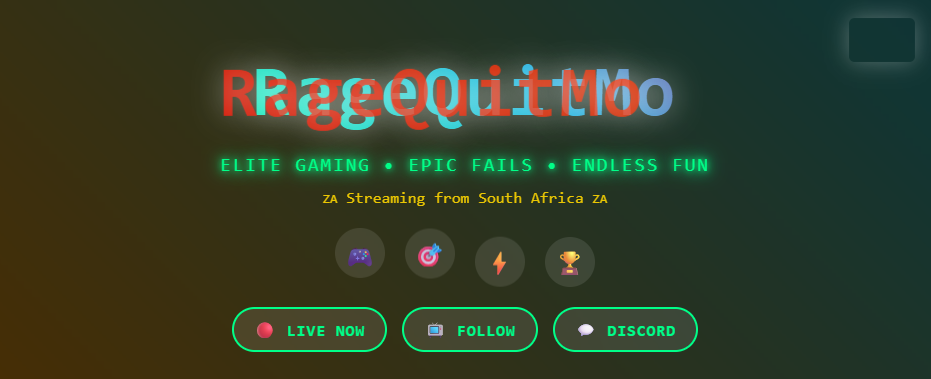 RageQuitMo
ELITE GAMING • EPIC FAILS • ENDLESS FUN
ZA Streaming from South Africa ZA
LIVE NOW
FOLLOW
DISCORD